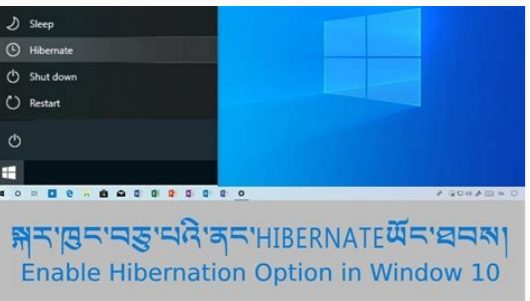 Sleep
Hibernate
Shut down
Restart
སྐར་ཁུང་བཅུ་པའི་ནང་HIBERNATEཡོང་ཐབས།
Enable Hibernation Option in Window 10